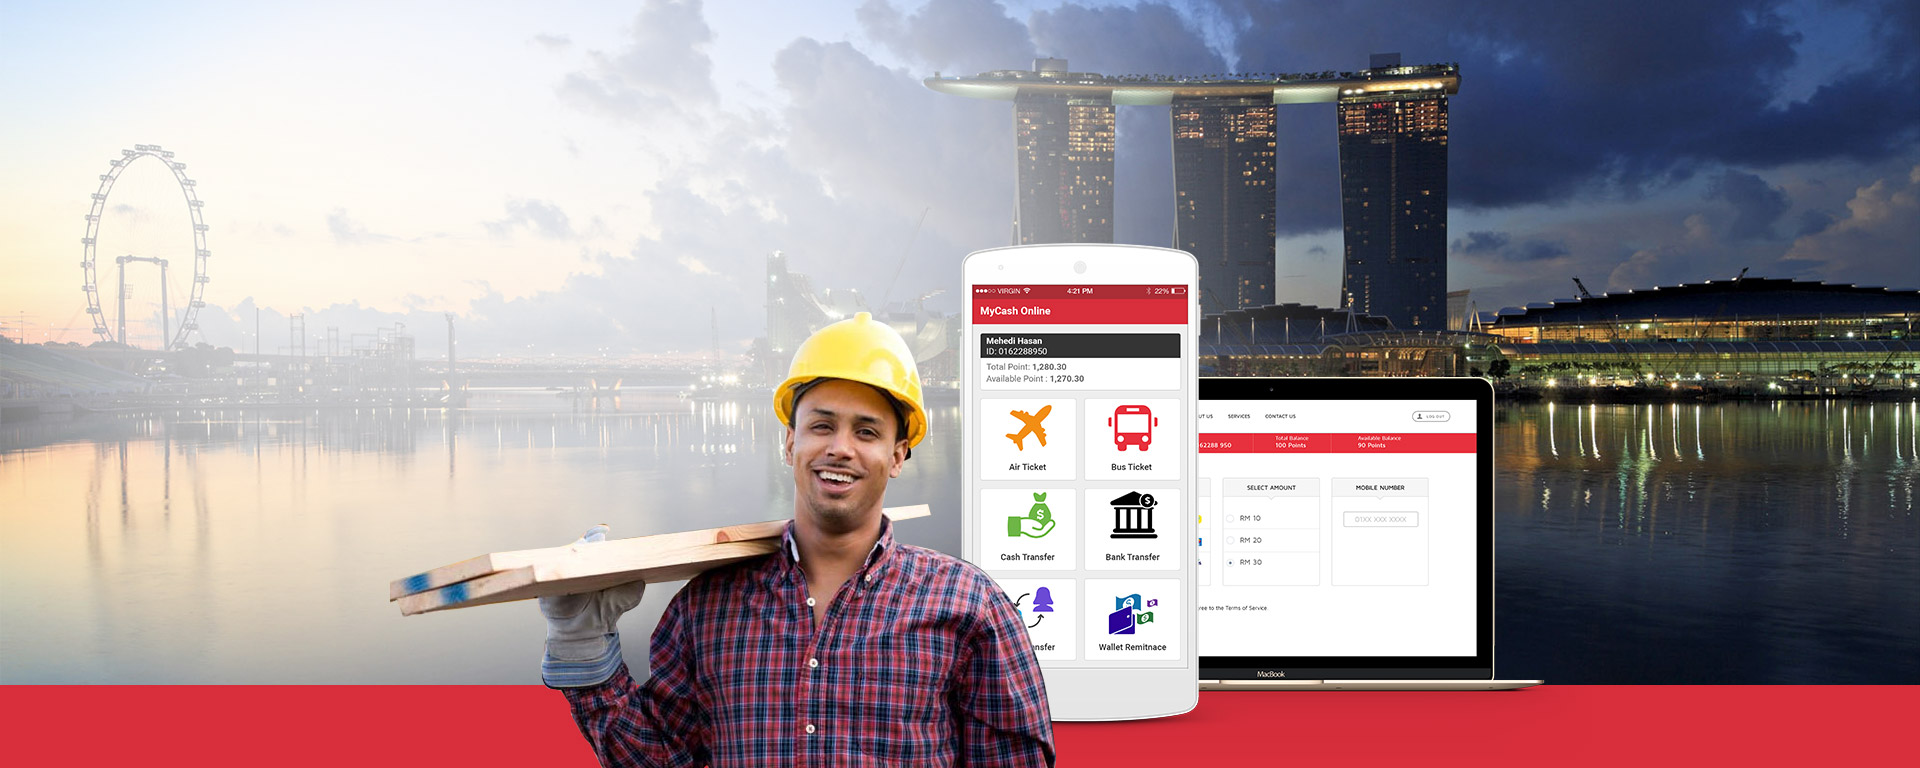 VIRGIN
4:21 PM
22%
MyCash Online
Mehedi Hasan
ID: 0162288950
Total Point: 1,280.30
Available Point : 1,270.30
Air Ticket
Bus Ticket
Cash Transfer
Bank Transfer
Wallet Remitnace
UT US
SERVICES
CONTACT US
LOG OUT
62288 950
Total Balance
100 Points
Available Balance
90 Points
SELECT AMOUNT
RM 10
RM 20
RM 30
MOBILE NUMBER
01XX XXX XXXX
ree to the Terms of Service
MacBook